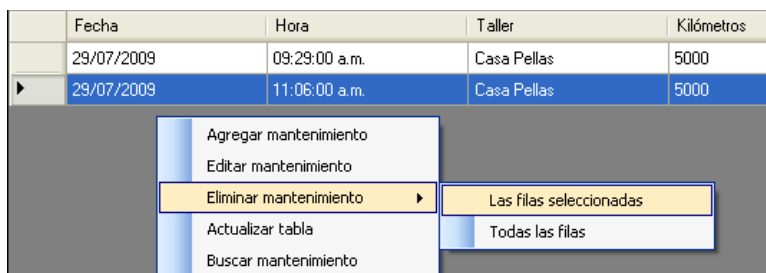 Fecha Hora Taller Kilómetros
29/07/2009 09:29:00 a.m. Casa Pellas 5000
29/07/2009 11:06:00 a.m. Casa Pellas 5000
Agregar mantenimiento
Editar mantenimiento
Eliminar mantenimiento Las filas seleccionadas
Actualizar tabla Todas las filas
Buscar mantenimiento